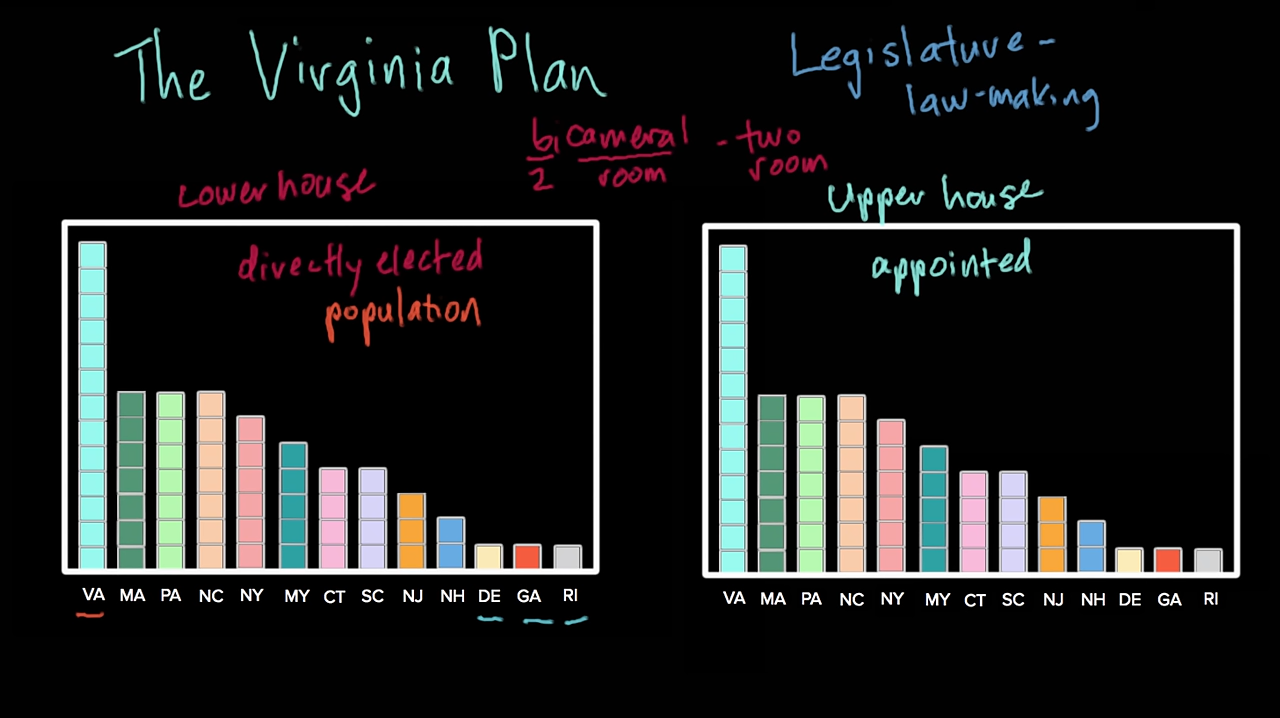 The Virginia Plan
Legislature -
law-making
bicameral - two
2 room room
Lower house
Upper house
directly elected
population
appointed
VA MA PA NC NY MY CT SC NJ NH DE GA RI
VA MA PA NC NY MY CT SC NJ NH DE GA RI